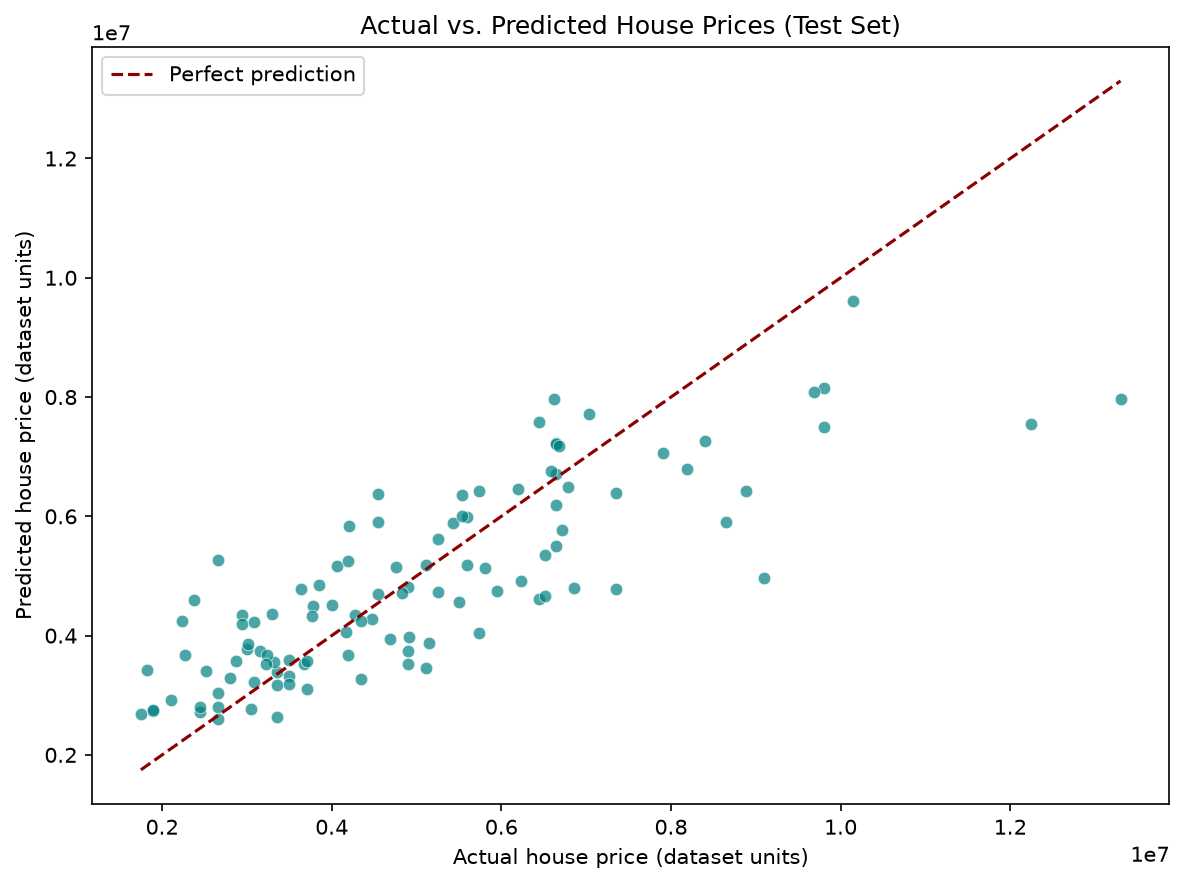 Actual vs. Predicted House Prices (Test Set)
1e7
Perfect prediction
1.2
1.0
0.8
0.6
0.4
0.2
Predicted house price (dataset units)
0.2 0.4 0.6 0.8 1.0 1.2
1e7
Actual house price (dataset units)